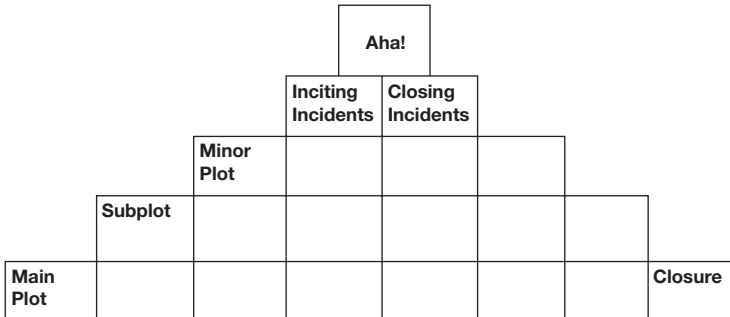 Aha!
Inciting
Incidents
Closing
Incidents
Minor
Plot
Subplot
Main
Plot
Closure